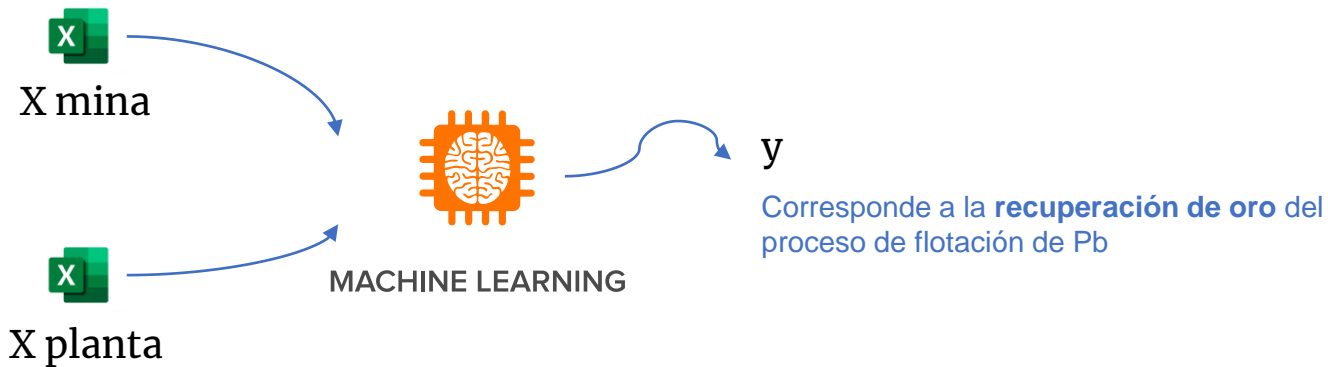 X
X mina
y
Corresponde a la recuperación de oro del
proceso de flotación de Pb
MACHINE LEARNING
X
X planta